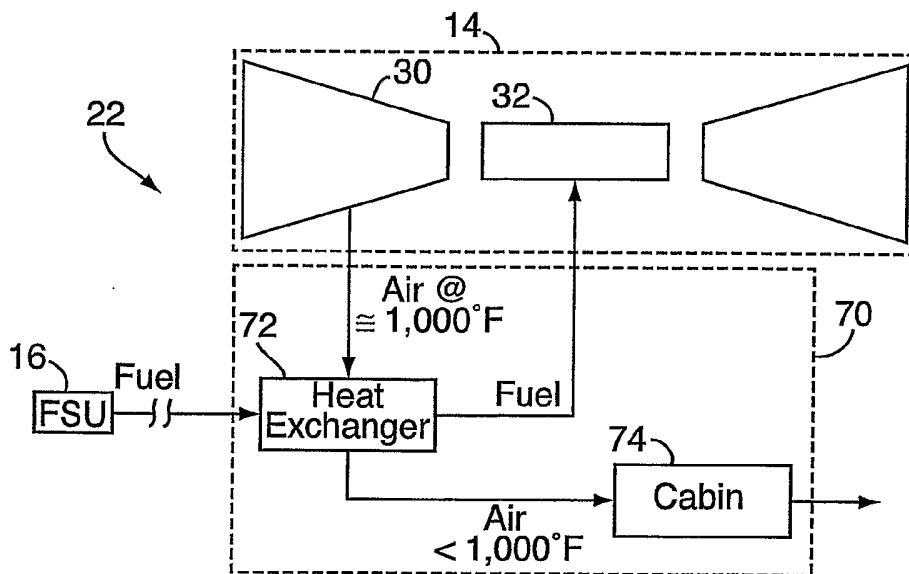 14
30
32
22
Air @
≅ 1,000°F
72
70
16
Fuel
FSU
Heat
Exchanger
Fuel
74
Cabin
Air
< 1,000°F